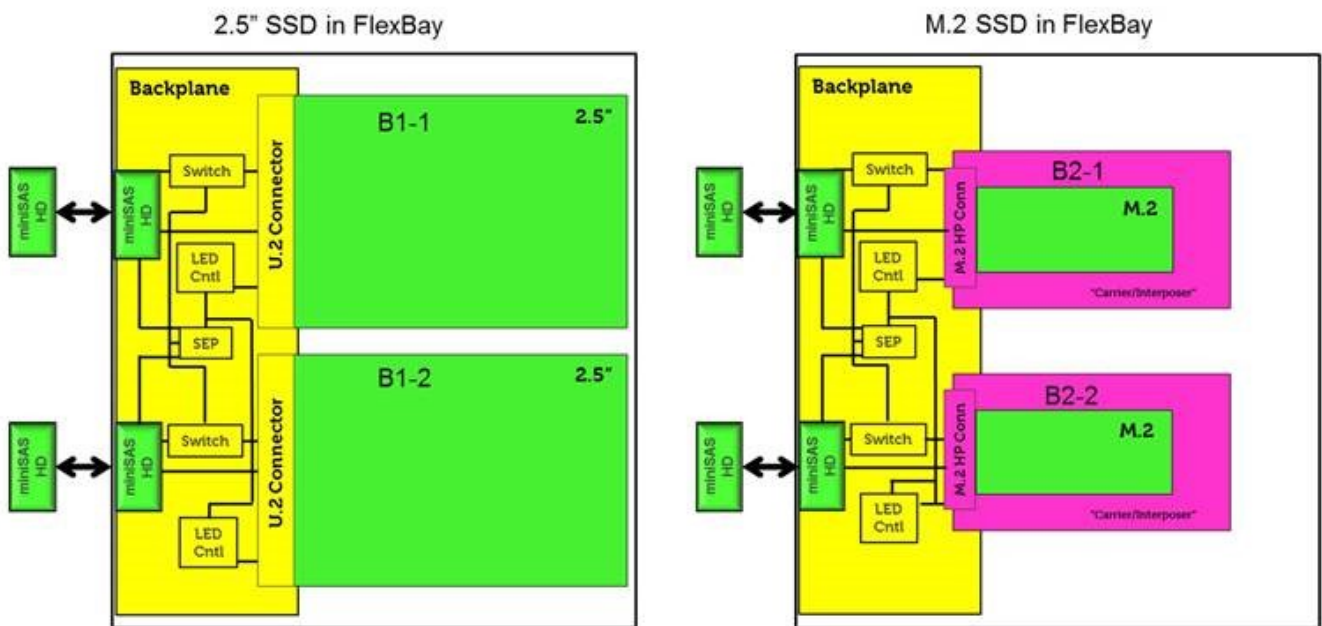 2.5” SSD in FlexBay
Backplane
B1-1
2.5”
Switch
miniSAS HD
miniSAS HD
U.2 Connector
LED
Cntl
SEP
B1-2
2.5”
Switch
miniSAS HD
miniSAS HD
U.2 Connector
LED
Cntl
M.2 SSD in FlexBay
Backplane
Switch
B2-1
M.2
miniSAS HD
miniSAS HD
M.2 HP Conn
LED
Cntl
"Carrier/Interposer"
SEP
B2-2
M.2
Switch
miniSAS HD
miniSAS HD
M.2 HP Conn
LED
Cntl
"Carrier/Interposer"